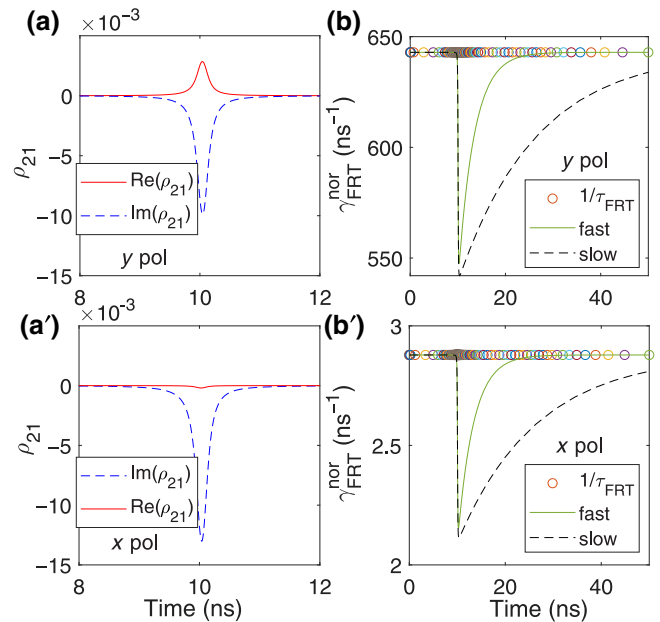 (a)
×10⁻³
5
0
−5
−10
−15
ρ21
Re(ρ21)
Im(ρ21)
y pol
8
10
12
(b)
650
600
550
γ^nor_FRT (ns⁻¹)
y pol
1/τFRT
fast
slow
0
20
40
(a′)
×10⁻³
5
0
−5
−10
−15
ρ21
Im(ρ21)
Re(ρ21)
x pol
8
10
12
Time (ns)
(b′)
3
2.5
2
γ^nor_FRT (ns⁻¹)
x pol
1/τFRT
fast
slow
0
20
40
Time (ns)